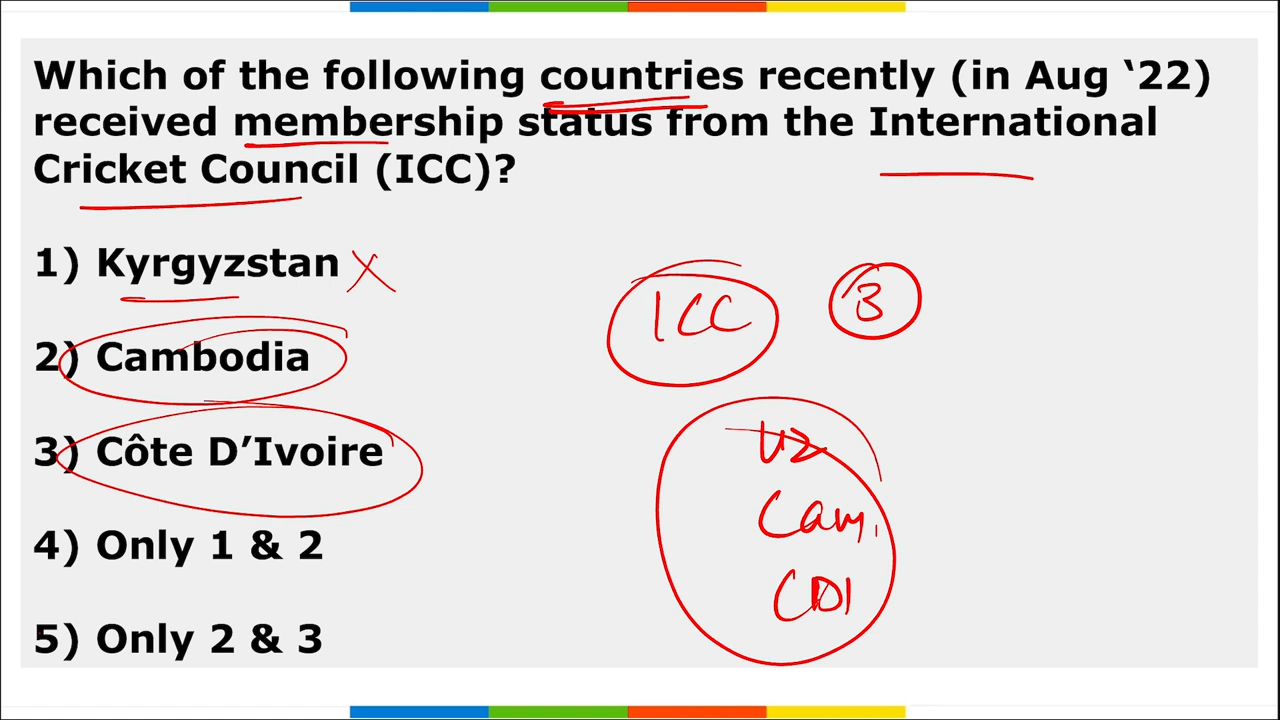 Which of the following countries recently (in Aug ‘22)
received membership status from the International
Cricket Council (ICC)?
1) Kyrgyzstan X
2) Cambodia
3) Côte D’Ivoire
4) Only 1 & 2
5) Only 2 & 3
ICC
3
UZ
Cam.
CDI